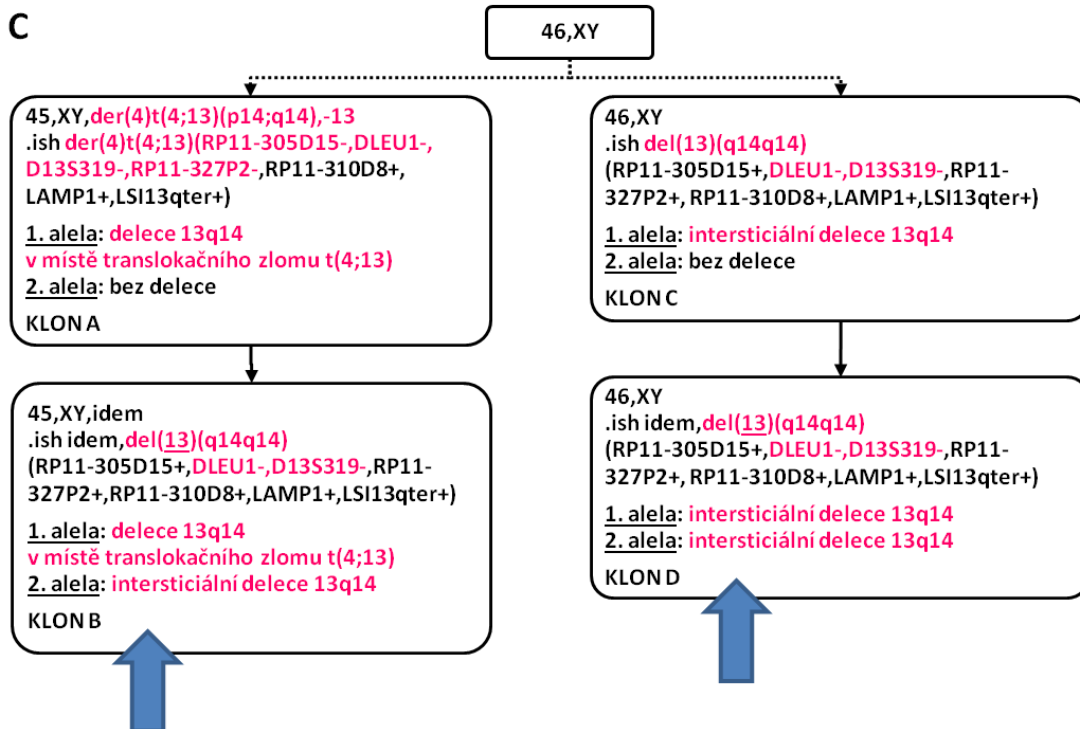 C
46,XY
45,XY,der(4)t(4;13)(p14;q14),-13
.ish der(4)t(4;13)(RP11-305D15-,DLEU1-,
D13S319-,RP11-327P2-,RP11-310D8+,
LAMP1+,LSI13qter+)
1. alela: delece 13q14
v místě translokačního zlomu t(4;13)
2. alela: bez delece
KLON A
46,XY
.ish del(13)(q14q14)
(RP11-305D15+,DLEU1-,D13S319-,RP11-
327P2+, RP11-310D8+,LAMP1+,LSI13qter+)
1. alela: intersticiální delece 13q14
2. alela: bez delece
KLON C
45,XY,idem
.ish idem,del(13)(q14q14)
(RP11-305D15+,DLEU1-,D13S319-,RP11-
327P2+,RP11-310D8+,LAMP1+,LSI13qter+)
1. alela: delece 13q14
v místě translokačního zlomu t(4;13)
2. alela: intersticiální delece 13q14
KLON B
46,XY
.ish idem,del(13)(q14q14)
(RP11-305D15+,DLEU1-,D13S319-,RP11-
327P2+, RP11-310D8+,LAMP1+,LSI13qter+)
1. alela: intersticiální delece 13q14
2. alela: intersticiální delece 13q14
KLON D